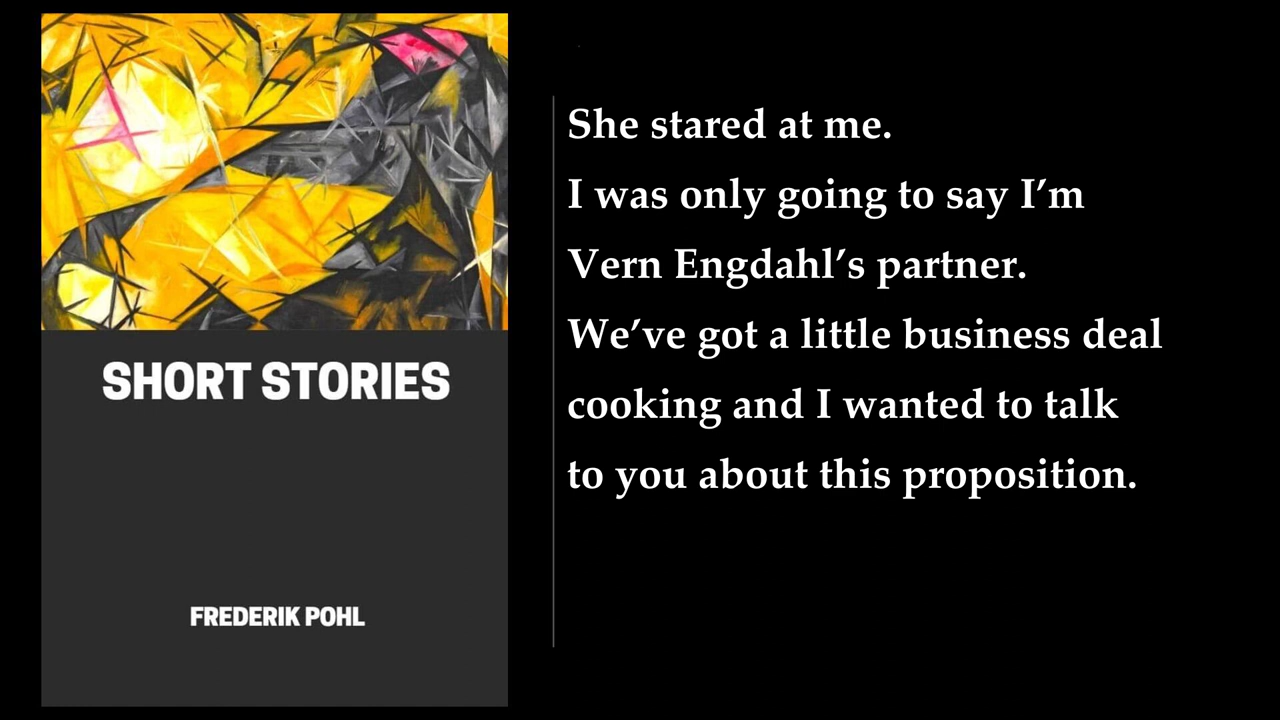 SHORT STORIES
FREDERIK POHL
She stared at me.
I was only going to say I’m
Vern Engdahl’s partner.
We’ve got a little business deal
cooking and I wanted to talk
to you about this proposition.